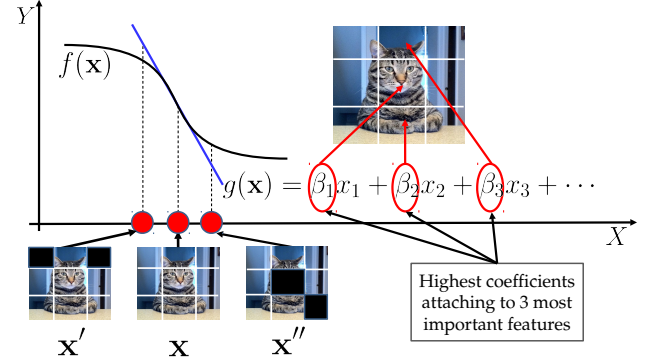 Y
f(x)
g(x) = β₁x₁ + β₂x₂ + β₃x₃ + ⋯
X
Highest coefficients
attaching to 3 most
important features
x′ x x″